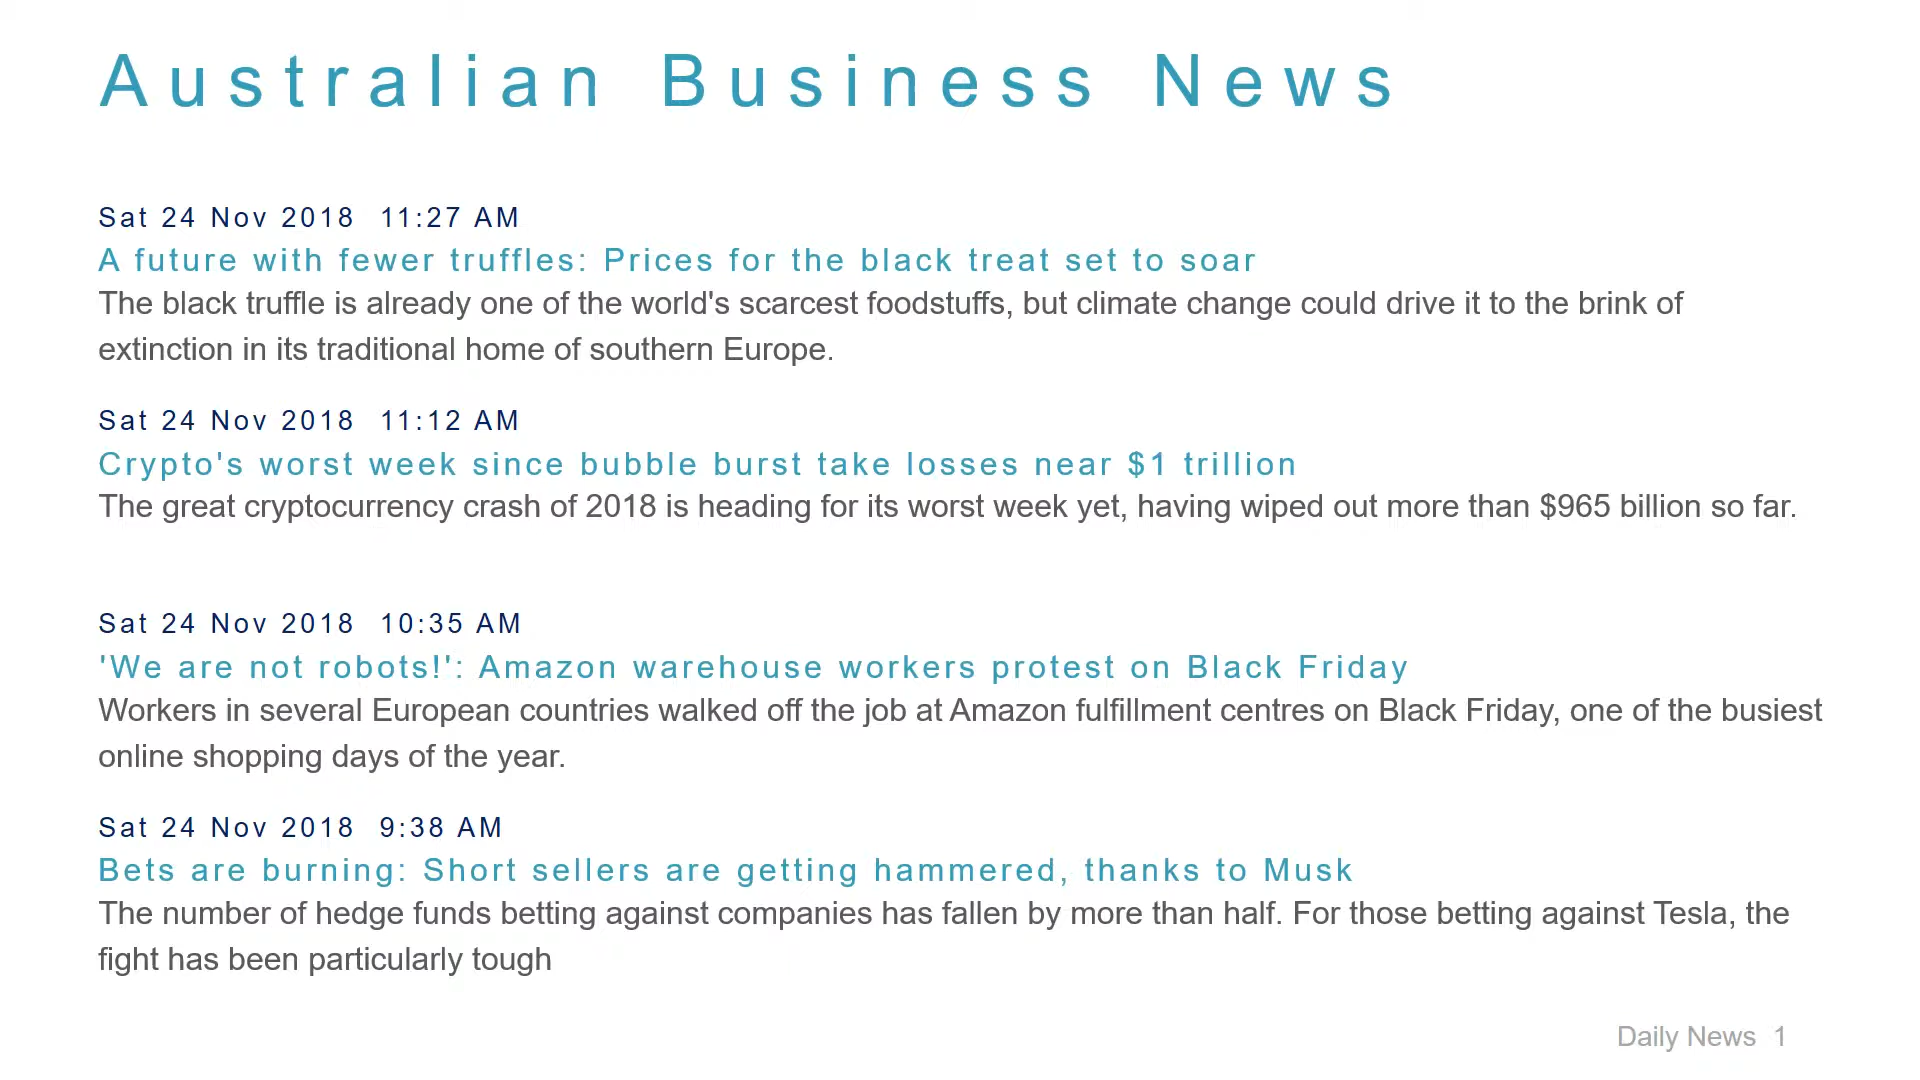 Australian Business News
Sat 24 Nov 2018 11:27 AM
A future with fewer truffles: Prices for the black treat set to soar
The black truffle is already one of the world's scarcest foodstuffs, but climate change could drive it to the brink of
extinction in its traditional home of southern Europe.
Sat 24 Nov 2018 11:12 AM
Crypto's worst week since bubble burst take losses near $1 trillion
The great cryptocurrency crash of 2018 is heading for its worst week yet, having wiped out more than $965 billion so far.
Sat 24 Nov 2018 10:35 AM
'We are not robots!': Amazon warehouse workers protest on Black Friday
Workers in several European countries walked off the job at Amazon fulfillment centres on Black Friday, one of the busiest
online shopping days of the year.
Sat 24 Nov 2018 9:38 AM
Bets are burning: Short sellers are getting hammered, thanks to Musk
The number of hedge funds betting against companies has fallen by more than half. For those betting against Tesla, the
fight has been particularly tough
Daily News 1